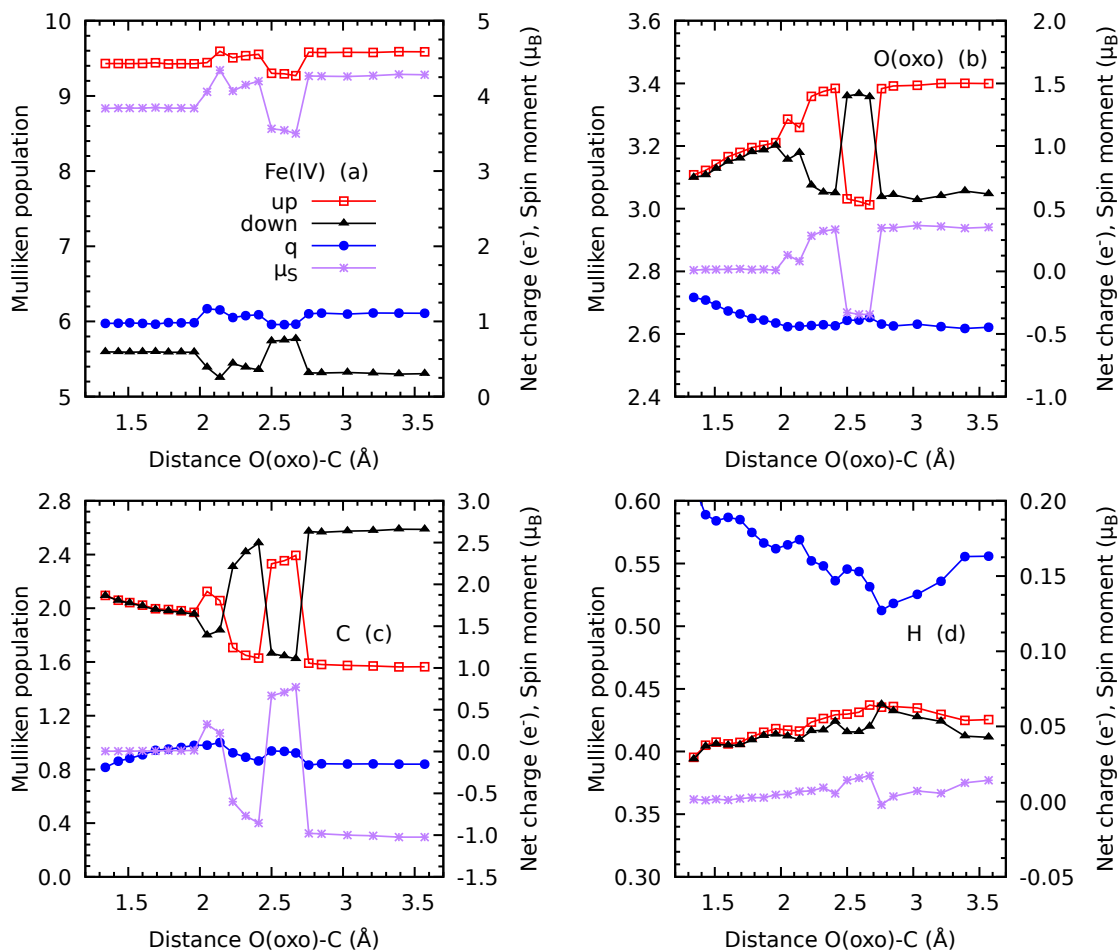 10
9
8
7
6
5
Mulliken population
5
4
3
2
1
0
Net charge (e-), Spin moment (μB)
Fe(IV) (a)
up
down
q
μS
1.5 2 2.5 3 3.5
Distance O(oxo)-C (Å)
3.6
3.4
3.2
3.0
2.8
2.6
2.4
Mulliken population
2.0
1.5
1.0
0.5
0.0
-0.5
-1.0
Net charge (e-), Spin moment (μB)
O(oxo) (b)
1.5 2 2.5 3 3.5
Distance O(oxo)-C (Å)
2.8
2.4
2.0
1.6
1.2
0.8
0.4
0.0
Mulliken population
3.0
2.5
2.0
1.5
1.0
0.5
0.0
-0.5
-1.0
-1.5
Net charge (e-), Spin moment (μB)
C (c)
1.5 2 2.5 3 3.5
Distance O(oxo)-C (Å)
0.60
0.55
0.50
0.45
0.40
0.35
0.30
Mulliken population
0.20
0.15
0.10
0.05
0.00
-0.05
Net charge (e-), Spin moment (μB)
H (d)
1.5 2 2.5 3 3.5
Distance O(oxo)-C (Å)